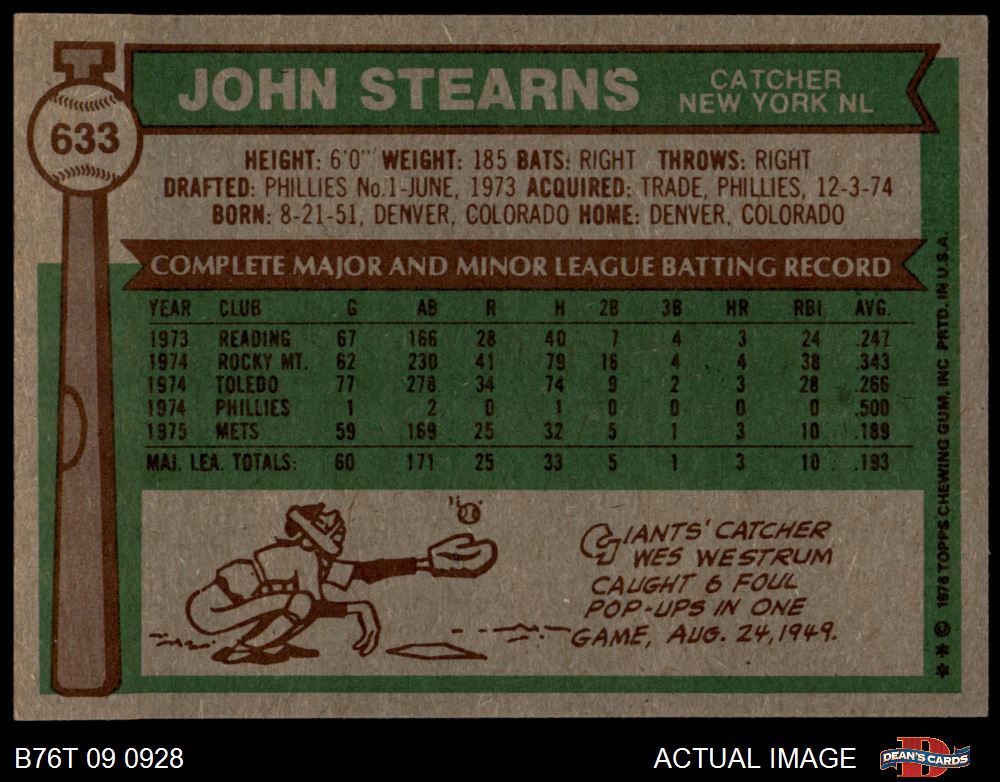 JOHN STEARNS
CATCHER
NEW YORK NL
633
HEIGHT: 6'0" WEIGHT: 185 BATS: RIGHT THROWS: RIGHT
DRAFTED: PHILLIES No.1-JUNE, 1973 ACQUIRED: TRADE, PHILLIES, 12-3-74
BORN: 8-21-51, DENVER, COLORADO HOME: DENVER, COLORADO
COMPLETE MAJOR AND MINOR LEAGUE BATTING RECORD
YEAR CLUB G AB R H 2B 3B HR RBI AVG.
1973 READING 67 166 28 40 7 4 3 24 .241
1974 ROCKY MT. 62 230 41 79 16 4 4 38 .343
1974 TOLEDO 77 278 34 74 9 2 3 28 .266
1974 PHILLIES 1 2 0 1 0 0 0 0 .500
1975 METS 59 169 25 32 5 1 3 10 .189
MAJ. LEA. TOTALS: 60 171 25 33 5 1 3 10 .193
GIANTS' CATCHER
WES WESTRUM
CAUGHT 6 FOUL
POP-UPS IN ONE
GAME, AUG. 24, 1949.
** © 1976 TOPPS CHEWING GUM, INC PRTD. IN U.S.A.
B76T 09 0928
ACTUAL IMAGE
D
DEAN'S CARDS